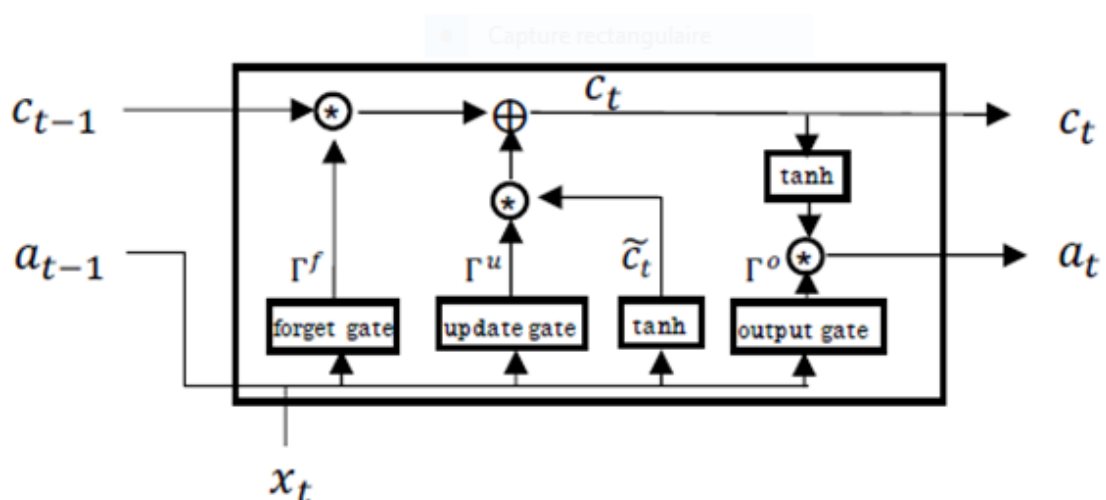 Capture rectangulaire
c_{t-1}
c_t
c_t
tanh
a_{t-1}
Γ^f
Γ^u
c̃_t
Γ^o
a_t
forget gate
update gate
tanh
output gate
x_t